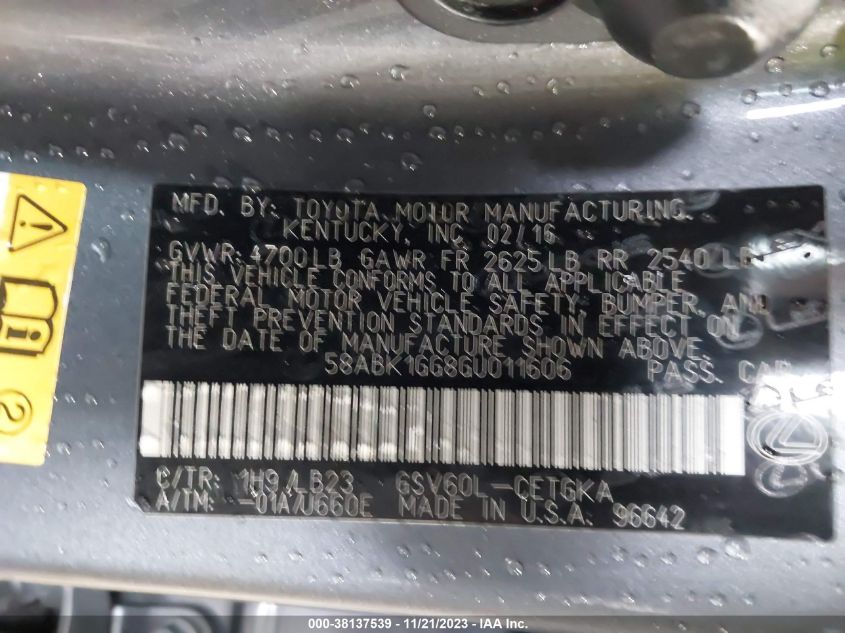 MFD. BY: TOYOTA MOTOR MANUFACTURING
KENTUCKY, INC. 02/16
GVWR: 4700LB GAWR FR 2625LB RR 2540 LB
THIS VEHICLE CONFORMS TO ALL APPLICABLE
FEDERAL MOTOR VEHICLE SAFETY, BUMPER, AND
THEFT PREVENTION STANDARDS IN EFFECT ON
THE DATE OF MANUFACTURE SHOWN ABOVE.
58ABK1GG8GU011606 PASS. CAR
C/TR: 1H9/LB23 GSV60L-CETGKA
A/TM: -01A/U660E MADE IN U.S.A. 96642
2
000-38137539 - 11/21/2023 - IAA Inc.